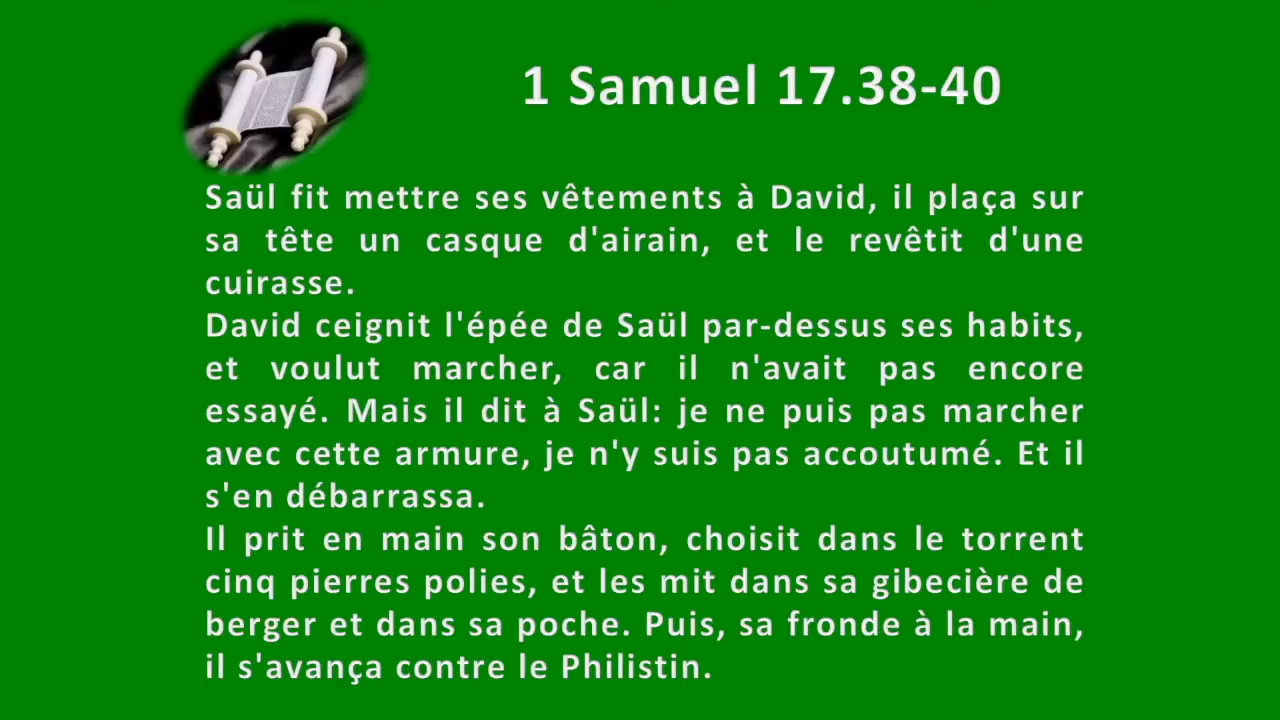 1 Samuel 17.38-40
Saül fit mettre ses vêtements à David, il plaça sur
sa tête un casque d'airain, et le revêtit d'une
cuirasse.
David ceignit l'épée de Saül par-dessus ses habits,
et voulut marcher, car il n'avait pas encore
essayé. Mais il dit à Saül: je ne puis pas marcher
avec cette armure, je n'y suis pas accoutumé. Et il
s'en débarrassa.
Il prit en main son bâton, choisit dans le torrent
cinq pierres polies, et les mit dans sa gibecière de
berger et dans sa poche. Puis, sa fronde à la main,
il s'avança contre le Philistin.